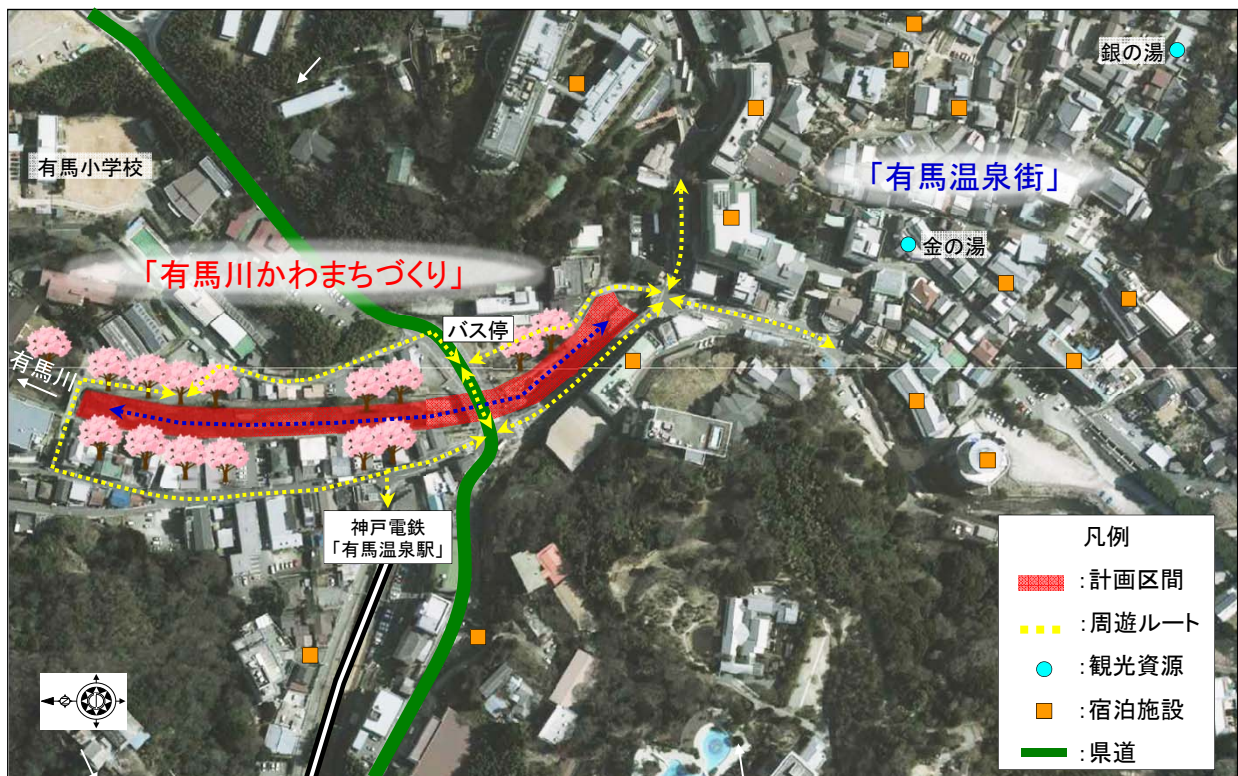 銀の湯
有馬小学校
「有馬温泉街」
金の湯
「有馬川かわまちづくり」
バス停
有馬川
神戸電鉄
「有馬温泉駅」
凡例
:計画区間
:周遊ルート
:観光資源
:宿泊施設
:県道